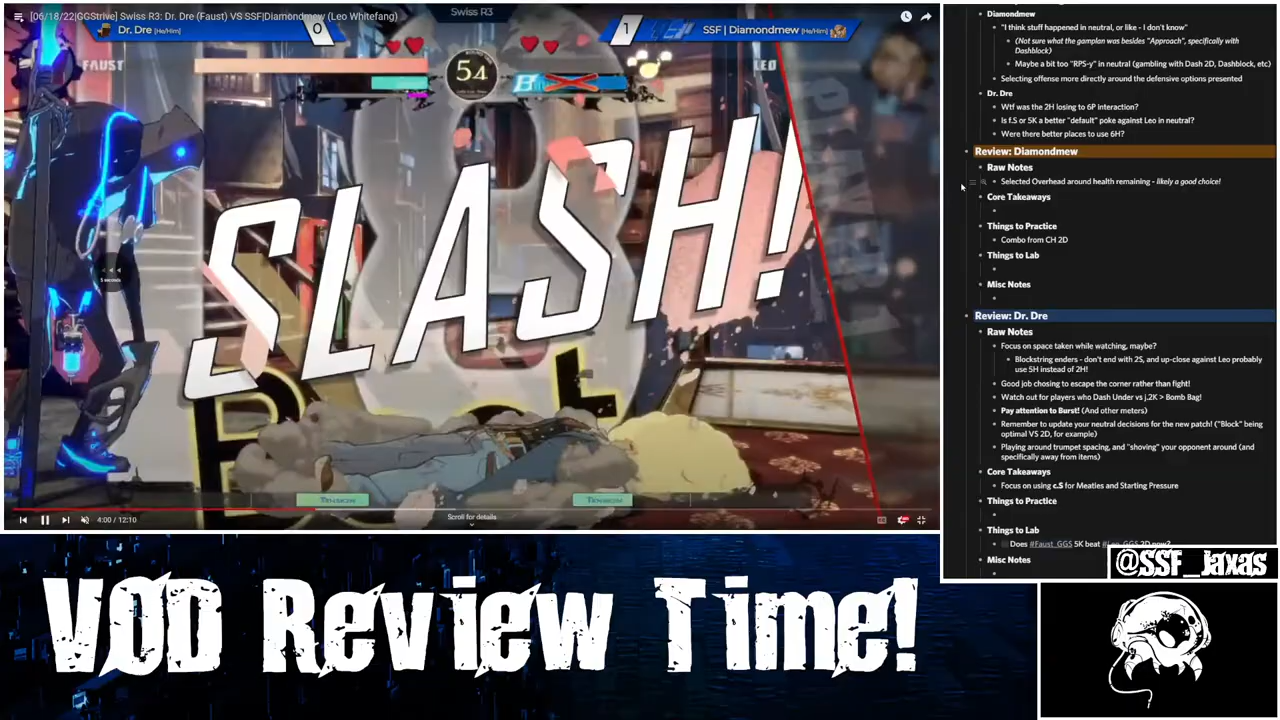 [06/18/22|GGStrive] Swiss R3: Dr. Dre (Faust) VS SSF|Diamondmew (Leo Whitefang)
Swiss R3
Dr. Dre [He/Him]
0
1
SSF | Diamondmew [He/Him]
FAUST
54
LEO
SLASH!
5 seconds
TENSION
TENSION
4:00 / 12:10
Scroll for details
Diamondmew
"I think stuff happened in neutral, or like - I don't know"
(Not sure what the gamplan was besides "Approach", specifically with
Dashblock)
Maybe a bit too "RPS-y" in neutral (gambling with Dash 2D, Dashblock, etc)
Selecting offense more directly around the defensive options presented
Dr. Dre
Wtf was the 2H losing to 6P interaction?
Is f.S or 5K a better "default" poke against Leo in neutral?
Were there better places to use 6H?
Review: Diamondmew
Raw Notes
Selected Overhead around health remaining - likely a good choice!
Core Takeaways
Things to Practice
Combo from CH 2D
Things to Lab
Misc Notes
Review: Dr. Dre
Raw Notes
Focus on space taken while watching, maybe?
Blockstring enders - don't end with 2S, and up-close against Leo probably
use 5H instead of 2H!
Good job chosing to escape the corner rather than fight!
Watch out for players who Dash Under vs j.2K > Bomb Bag!
Pay attention to Burst! (And other meters)
Remember to update your neutral decisions for the new patch! ("Block" being
optimal VS 2D, for example)
Playing around trumpet spacing, and "shoving" your opponent around (and
specifically away from items)
Core Takeaways
Focus on using c.S for Meaties and Starting Pressure
Things to Practice
Things to Lab
Does #Faust_GGS 5K beat #Leo_GGS 2D now?
Misc Notes
@SSF_Jaxas
VOD Review Time!